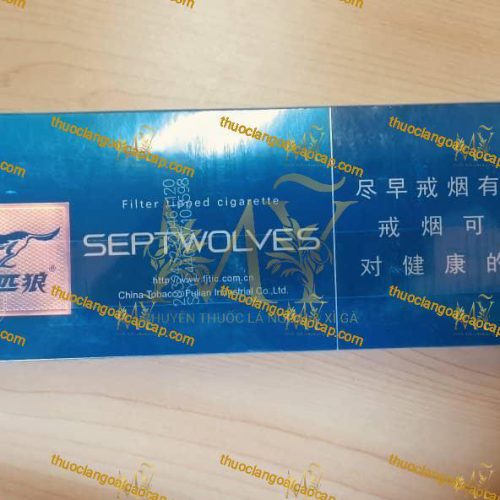 Filter tipped cigarette
SEPTWOLVES
http://www.fjtic.com.cn
China Tobacco Fujian Industrial Co.,Ltd.
匹狼®
尽早戒烟有
戒烟可
对健康的
MỸ
CHUYÊN THUỐC LÁ NGOẠI XÌ GÀ
thuoclangoaicaocap.com